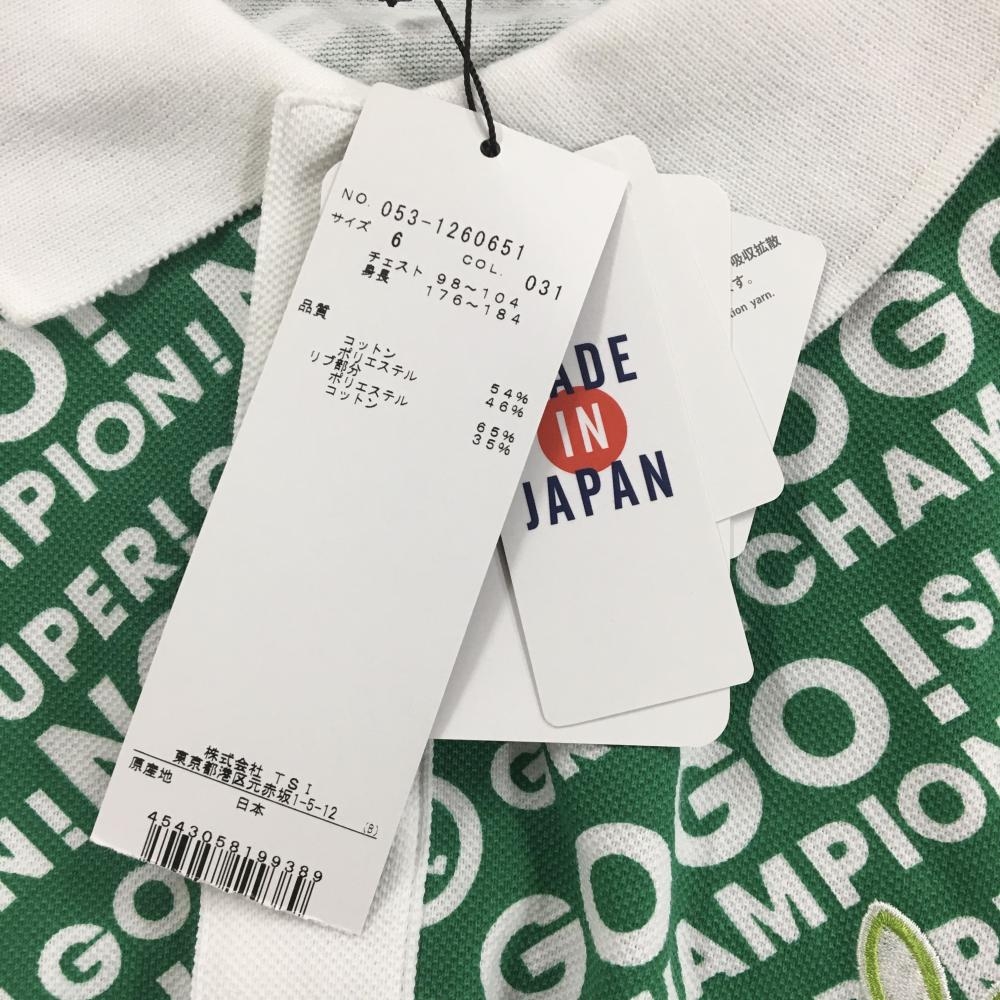 NO. 053-1260651
サイズ 6 COL. 031
チェスト 98～104
身長 176～184
品質
コットン 54%
ポリエステル 46%
リブ部分
ポリエステル 65%
コットン 35%
株式会社 TSI
東京都港区元赤坂1-5-12
原産地 日本 (B)
4543058199389
ADE
IN
JAPAN
吸収拡散
す。
tion yarn.
GO!
MPION!
SUPER!
GO!
GO
CHAM
GO! S
CHAMPION
GO